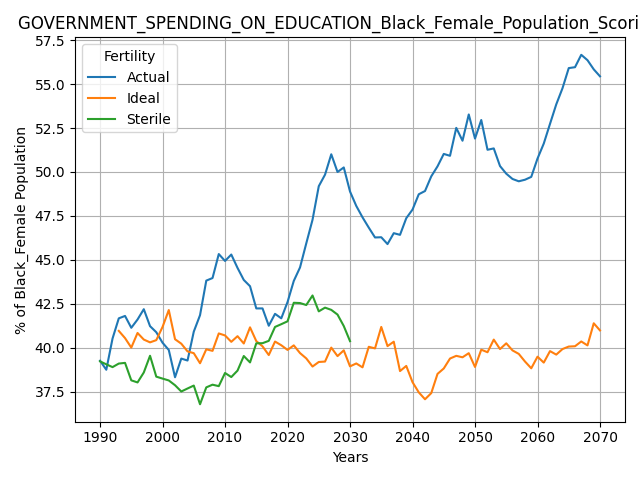 GOVERNMENT_SPENDING_ON_EDUCATION_Black_Female_Population_Scori
57.5
55.0
52.5
50.0
47.5
45.0
42.5
40.0
37.5
% of Black_Female Population
Fertility
Actual
Ideal
Sterile
1990 2000 2010 2020 2030 2040 2050 2060 2070
Years